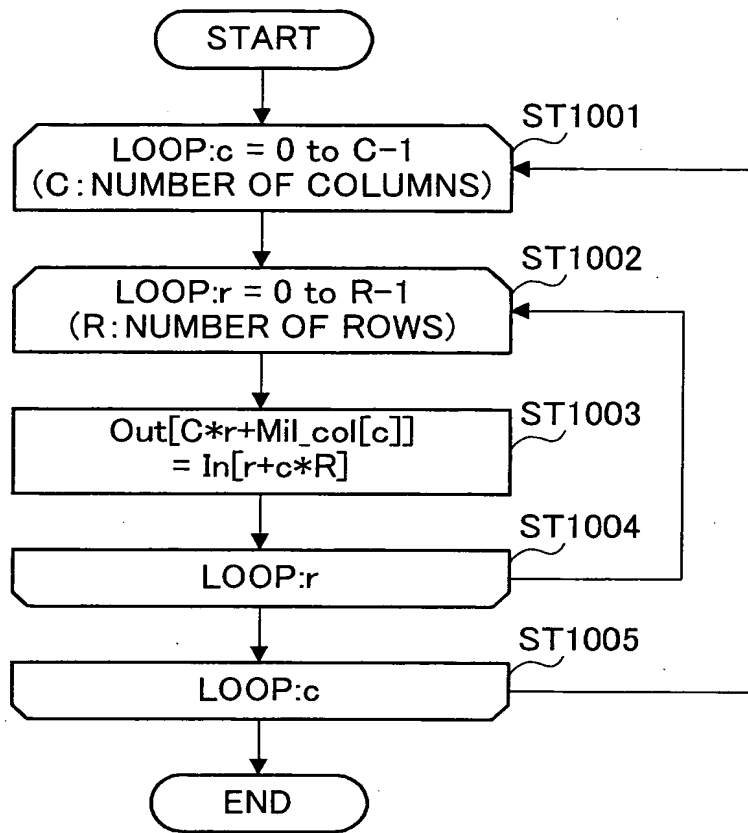 START
ST1001
LOOP:c = 0 to C-1
(C:NUMBER OF COLUMNS)
ST1002
LOOP:r = 0 to R-1
(R:NUMBER OF ROWS)
ST1003
Out[C*r+Mil_col[c]]
= In[r+c*R]
ST1004
LOOP:r
ST1005
LOOP:c
END